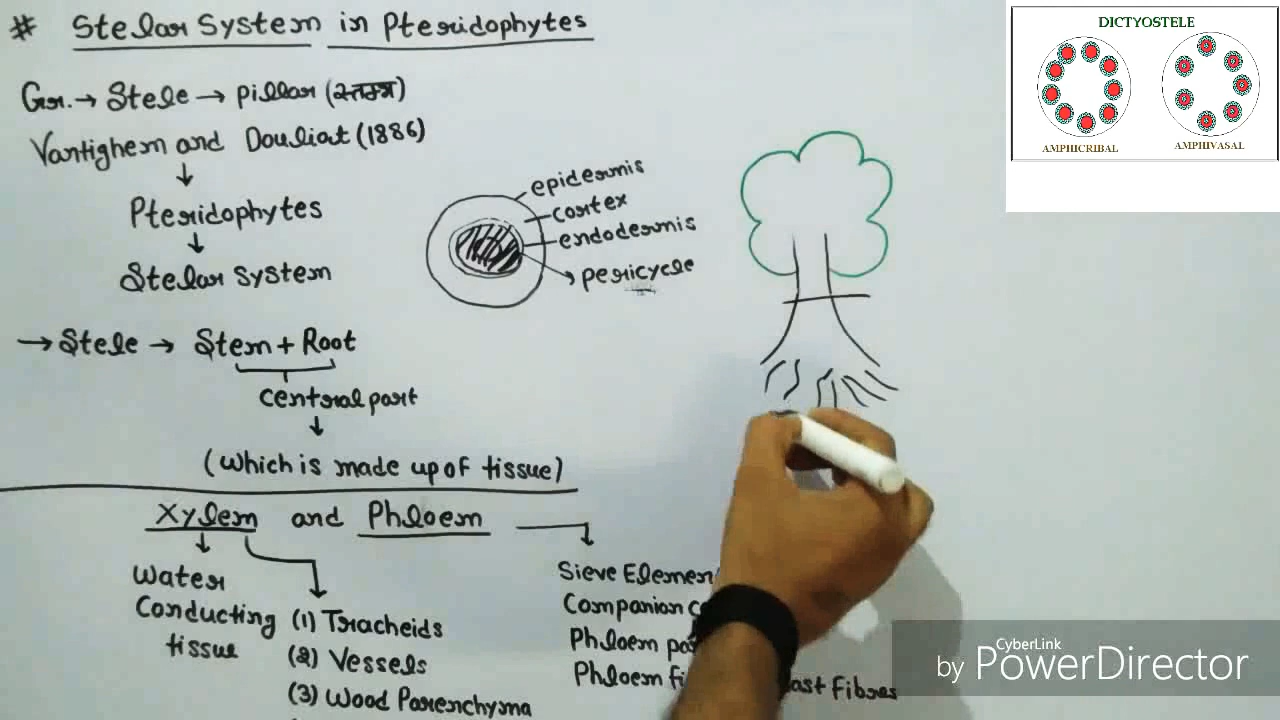 # Stelar System in Pteridophytes
Gr. → Stele → Pillar (स्तम्भ)
Vantighem and Douliat (1886)
Pteridophytes
Stelar System
→ Stele → Stem + Root
Central part
(Which is made up of tissue)
Xylem and Phloem
Water
Conducting
tissue
(1) Tracheids
(2) Vessels
(3) Wood Parenchyma
Sieve Elemen
Companion c
Phloem pa
Phloem fi
ast Fibres
epidermis
cortex
endodermis
pericycle
DICTYOSTELE
AMPHICRIBAL
AMPHIVASAL
by CyberLink PowerDirector